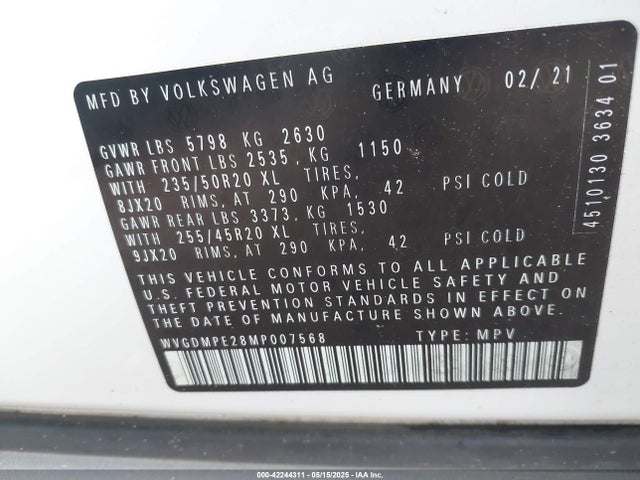 MFD BY VOLKSWAGEN AG GERMANY 02/ 21
GVWR LBS 5798 KG 2630
GAWR FRONT LBS 2535, KG 1150
WITH 235/50R20 XL TIRES,
8JX20 RIMS, AT 290 KPA, 42 PSI COLD
GAWR REAR LBS 3373, KG 1530
WITH 255/45R20 XL TIRES,
9JX20 RIMS, AT 290 KPA, 42 PSI COLD
THIS VEHICLE CONFORMS TO ALL APPLICABLE
U.S. FEDERAL MOTOR VEHICLE SAFETY AND
THEFT PREVENTION STANDARDS IN EFFECT ON
THE DATE OF MANUFACTURE SHOWN ABOVE.
WVGDMPE28MP007568 TYPE: MPV
4510130 3634 01
000-42244311 - 05/15/2025 - IAA Inc.